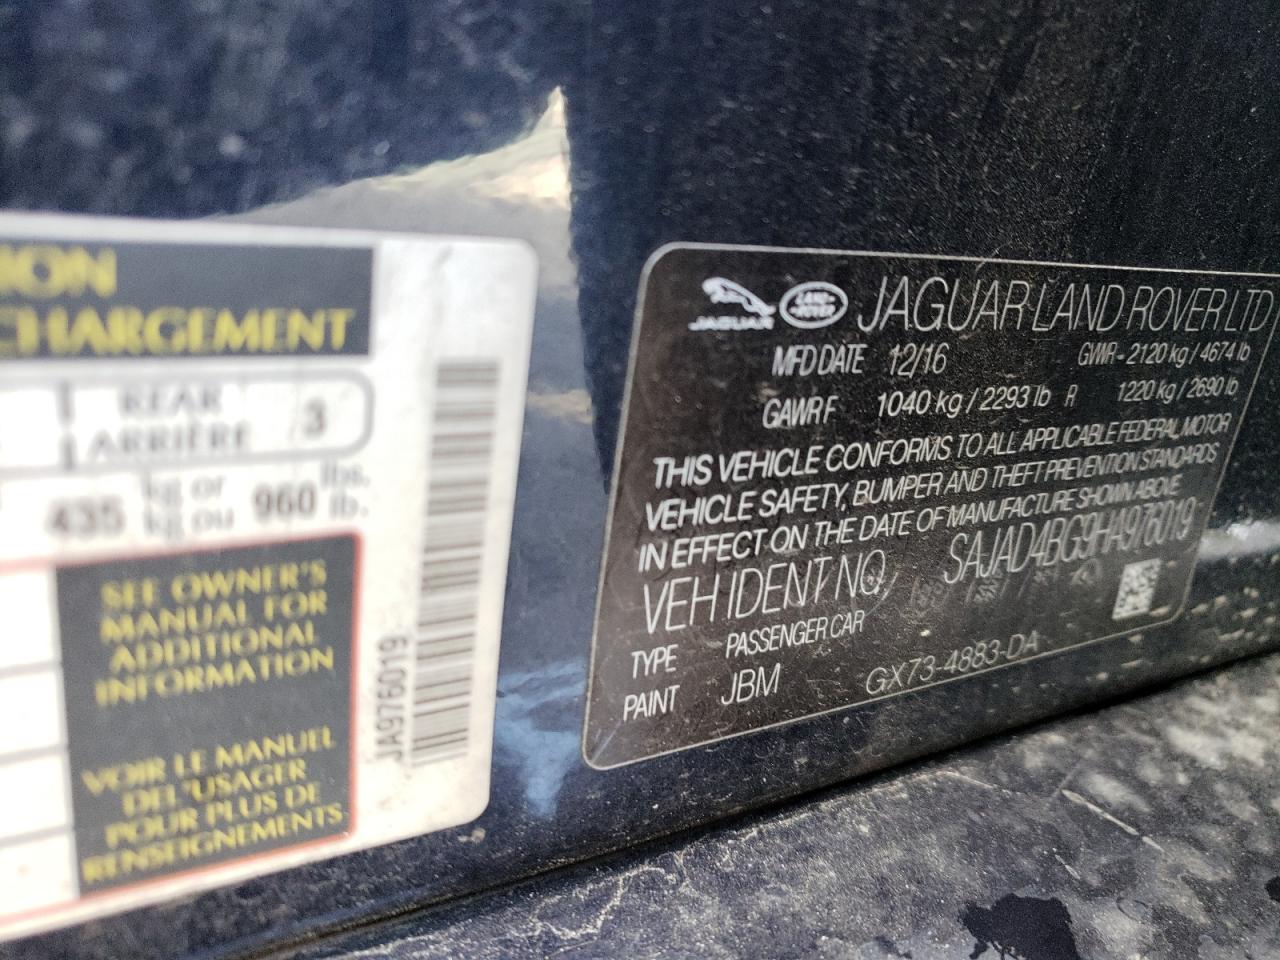 ION
CHARGEMENT
REAR
ARRIÈRE 3
435 kg or
kg ou 960 lbs.
lb.
SEE OWNER'S
MANUAL FOR
ADDITIONAL
INFORMATION
VOIR LE MANUEL
DE L'USAGER
POUR PLUS DE
RENSEIGNEMENTS
JA976019
JAGUAR LAND ROVER JAGUAR LAND ROVER LTD
MFD DATE 12/16 GVWR - 2120 kg / 4674 lb
GAWR F 1040 kg / 2293 lb R 1220 kg / 2690 lb
THIS VEHICLE CONFORMS TO ALL APPLICABLE FEDERAL MOTOR
VEHICLE SAFETY, BUMPER AND THEFT PREVENTION STANDARDS
IN EFFECT ON THE DATE OF MANUFACTURE SHOWN ABOVE
VEH IDENT NO, SAJAD4BG9HA976019
TYPE PASSENGER CAR
PAINT JBM GX73-4883-DA